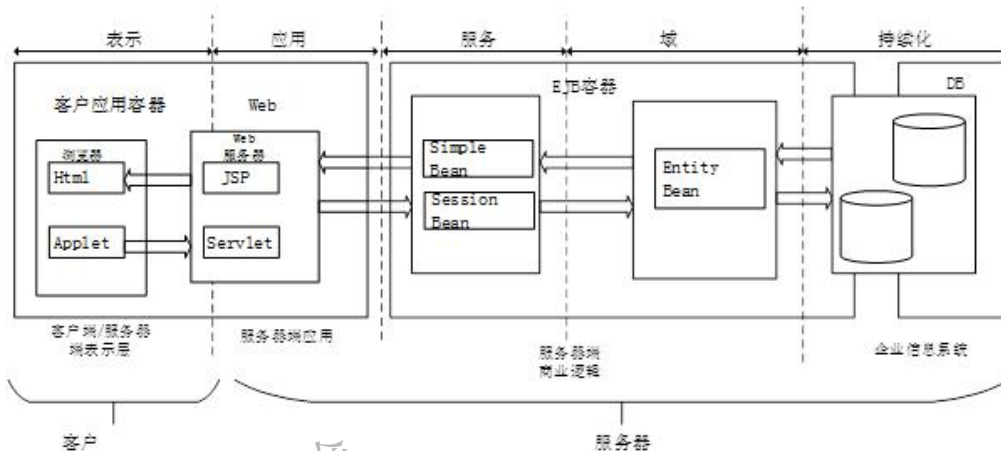 表示
应用
服务
域
持续化
客户应用容器
Web
EJB容器
DB
浏览器
Html
Applet
Web
服务器
JSP
Servlet
Simple
Bean
Session
Bean
Entity
Bean
客户端/服务器
端表示层
服务器端应用
服务器端
商业逻辑
企业信息系统
客户
服务器